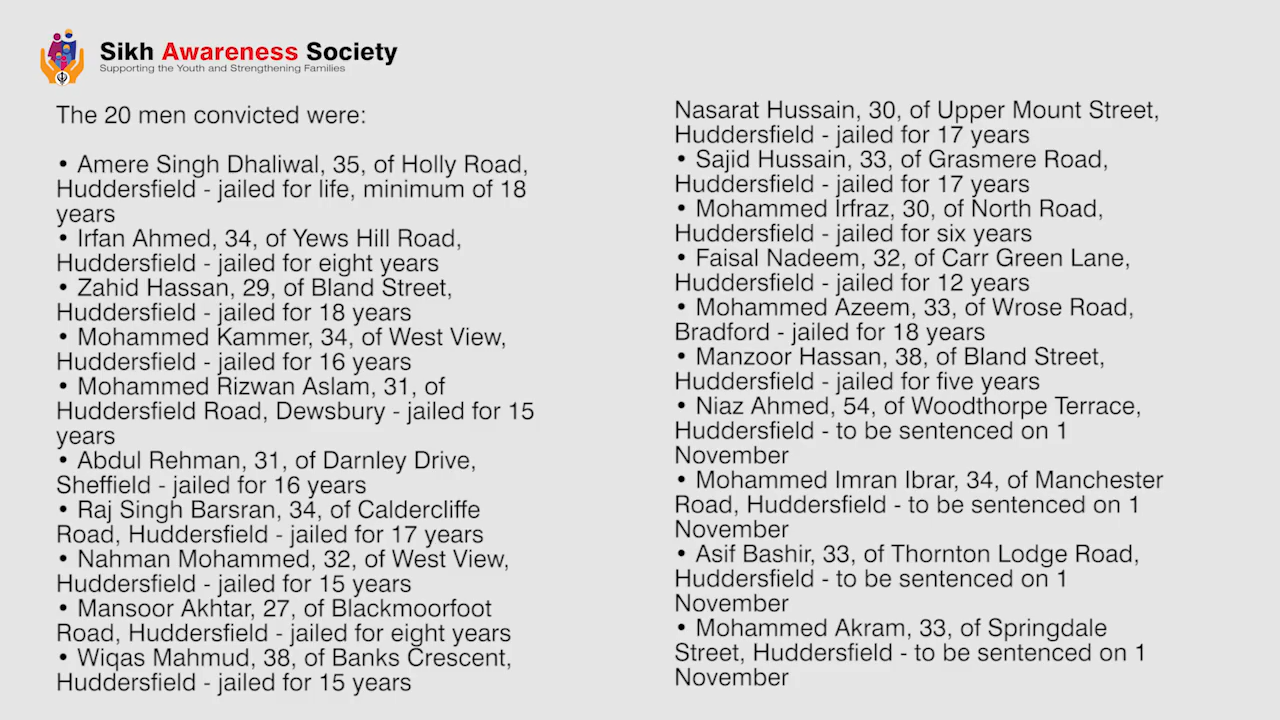 Sikh Awareness Society
Supporting the Youth and Strengthening Families
The 20 men convicted were:
• Amere Singh Dhaliwal, 35, of Holly Road,
Huddersfield - jailed for life, minimum of 18
years
• Irfan Ahmed, 34, of Yews Hill Road,
Huddersfield - jailed for eight years
• Zahid Hassan, 29, of Bland Street,
Huddersfield - jailed for 18 years
• Mohammed Kammer, 34, of West View,
Huddersfield - jailed for 16 years
• Mohammed Rizwan Aslam, 31, of
Huddersfield Road, Dewsbury - jailed for 15
years
• Abdul Rehman, 31, of Darnley Drive,
Sheffield - jailed for 16 years
• Raj Singh Barsran, 34, of Caldercliffe
Road, Huddersfield - jailed for 17 years
• Nahman Mohammed, 32, of West View,
Huddersfield - jailed for 15 years
• Mansoor Akhtar, 27, of Blackmoorfoot
Road, Huddersfield - jailed for eight years
• Wiqas Mahmud, 38, of Banks Crescent,
Huddersfield - jailed for 15 years
Nasarat Hussain, 30, of Upper Mount Street,
Huddersfield - jailed for 17 years
• Sajid Hussain, 33, of Grasmere Road,
Huddersfield - jailed for 17 years
• Mohammed Irfraz, 30, of North Road,
Huddersfield - jailed for six years
• Faisal Nadeem, 32, of Carr Green Lane,
Huddersfield - jailed for 12 years
• Mohammed Azeem, 33, of Wrose Road,
Bradford - jailed for 18 years
• Manzoor Hassan, 38, of Bland Street,
Huddersfield - jailed for five years
• Niaz Ahmed, 54, of Woodthorpe Terrace,
Huddersfield - to be sentenced on 1
November
• Mohammed Imran Ibrar, 34, of Manchester
Road, Huddersfield - to be sentenced on 1
November
• Asif Bashir, 33, of Thornton Lodge Road,
Huddersfield - to be sentenced on 1
November
• Mohammed Akram, 33, of Springdale
Street, Huddersfield - to be sentenced on 1
November